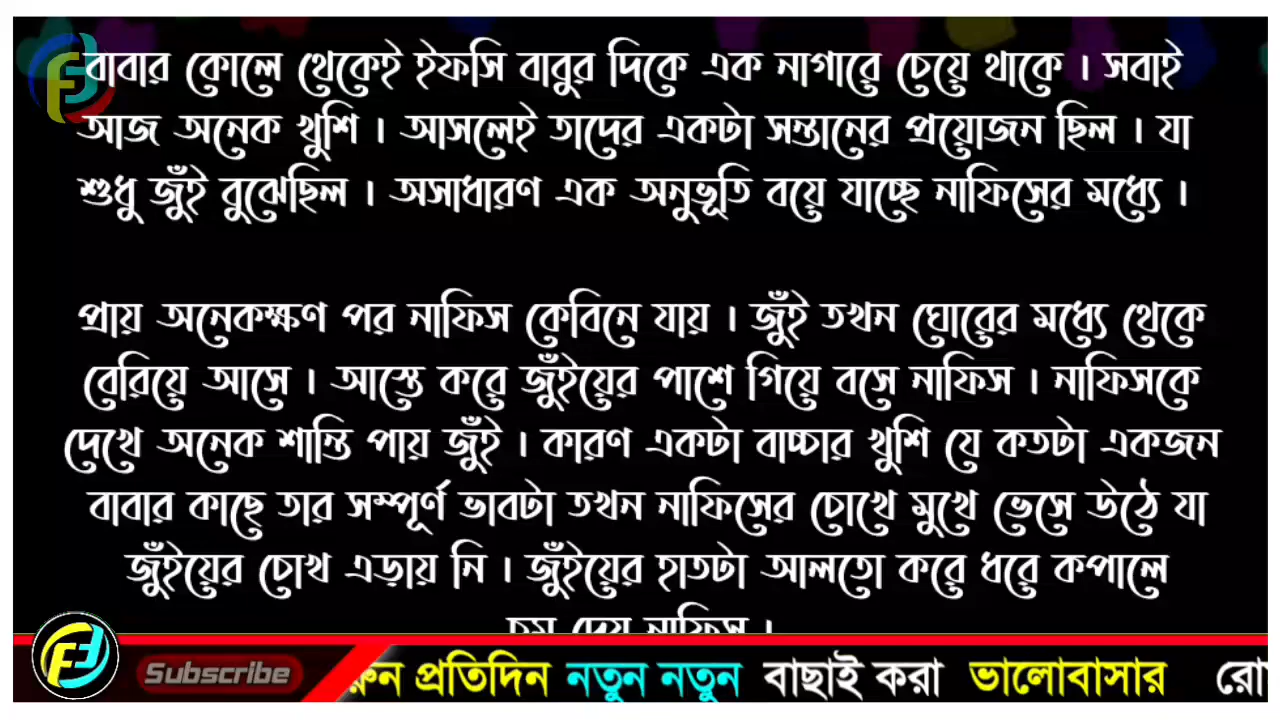 বাবার কোলে থেকেই ইফসি বাবুর দিকে এক নাগারে চেয়ে থাকে । সবাই
আজ অনেক খুশি । আসলেই তাদের একটা সন্তানের প্রয়োজন ছিল । যা
শুধু জুঁই বুঝেছিল । অসাধারণ এক অনুভূতি বয়ে যাচ্ছে নাফিসের মধ্যে ।
প্রায় অনেকক্ষণ পর নাফিস কেবিনে যায় । জুঁই তখন ঘোরের মধ্যে থেকে
বেরিয়ে আসে । আস্তে করে জুঁইয়ের পাশে গিয়ে বসে নাফিস । নাফিসকে
দেখে অনেক শান্তি পায় জুঁই । কারণ একটা বাচ্চার খুশি যে কতটা একজন
বাবার কাছে তার সম্পূর্ণ ভাবটা তখন নাফিসের চোখে মুখে ভেসে উঠে যা
জুঁইয়ের চোখ এড়ায় নি । জুঁইয়ের হাতটা আলতো করে ধরে কপালে
দেয় নাফিস ।
Subscribe প্রতিদিন নতুন নতুন বাছাই করা ভালোবাসার